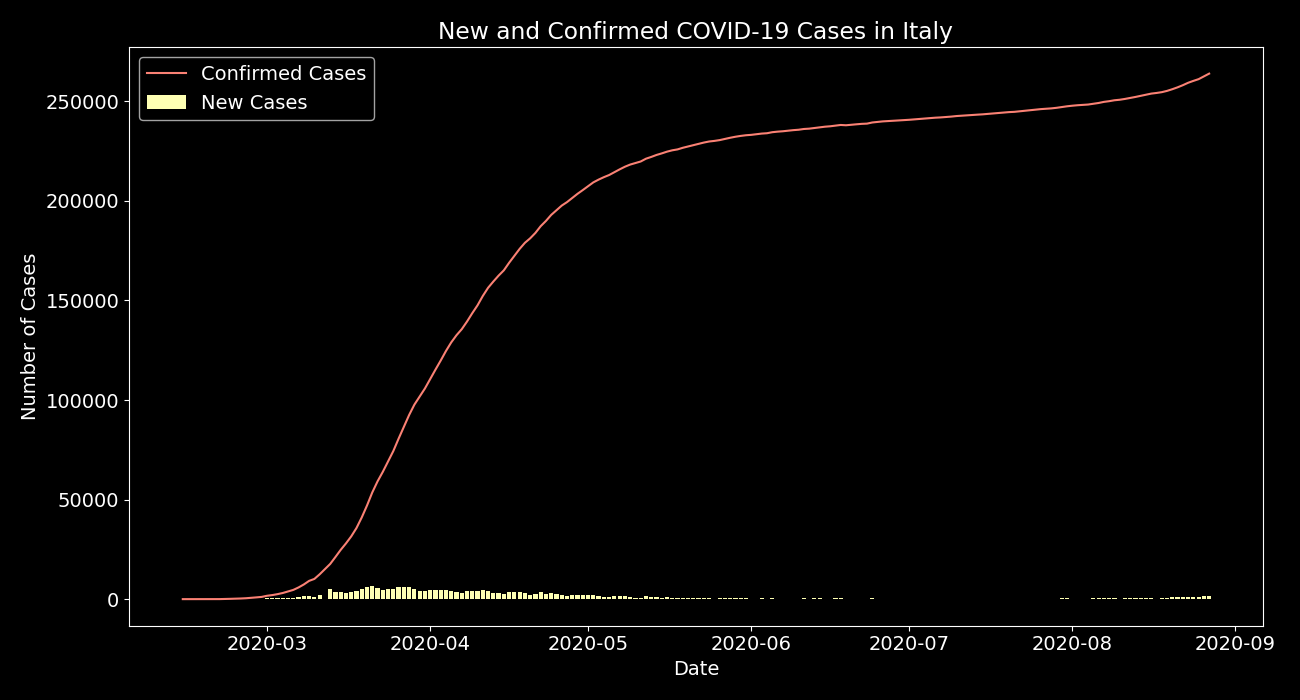 New and Confirmed COVID-19 Cases in Italy
Confirmed Cases
New Cases
250000
200000
150000
100000
50000
0
Number of Cases
2020-03 2020-04 2020-05 2020-06 2020-07 2020-08 2020-09
Date